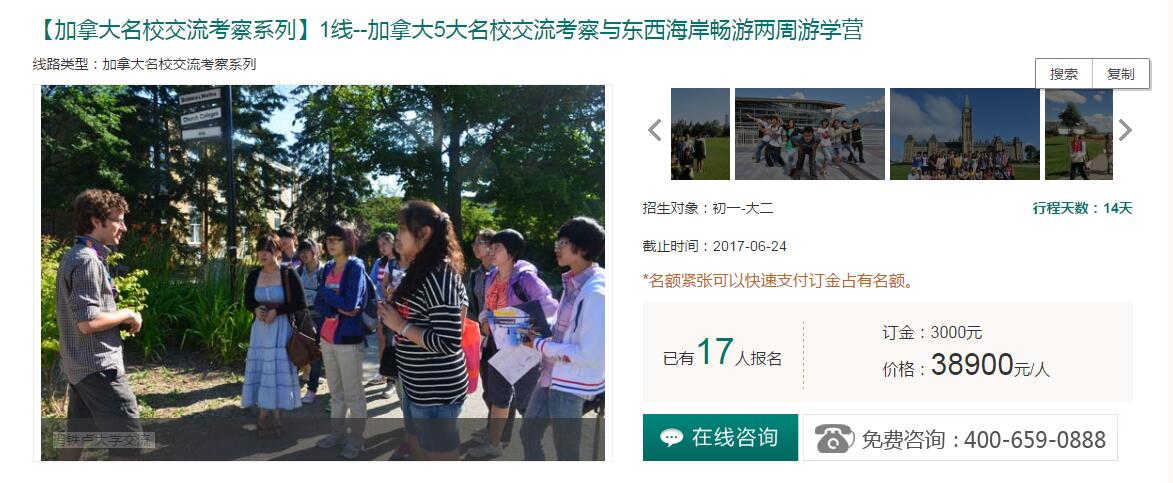 【加拿大名校交流考察系列】1线--加拿大5大名校交流考察与东西海岸畅游两周游学营
线路类型：加拿大名校交流考察系列
搜索 复制
Church Colleges
滑铁卢大学交流
招生对象：初一-大二 行程天数：14天
截止时间：2017-06-24
*名额紧张可以快速支付订金占有名额。
已有17人报名
订金：3000元
价格：38900元/人
在线咨询
免费咨询：400-659-0888